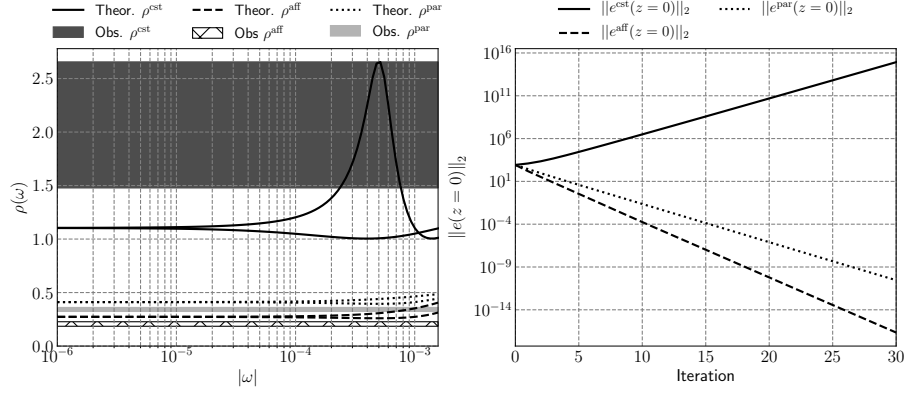 Theor. ρ^cst Theor. ρ^aff Theor. ρ^par
Obs. ρ^cst Obs ρ^aff Obs. ρ^par
2.5
2.0
1.5
1.0
0.5
0.0
ρ(ω)
10^−6 10^−5 10^−4 10^−3
|ω|
||e^cst(z = 0)||_2 ||e^par(z = 0)||_2
||e^aff(z = 0)||_2
10^16
10^11
10^6
10^1
10^−4
10^−9
10^−14
||e(z = 0)||_2
0 5 10 15 20 25 30
Iteration